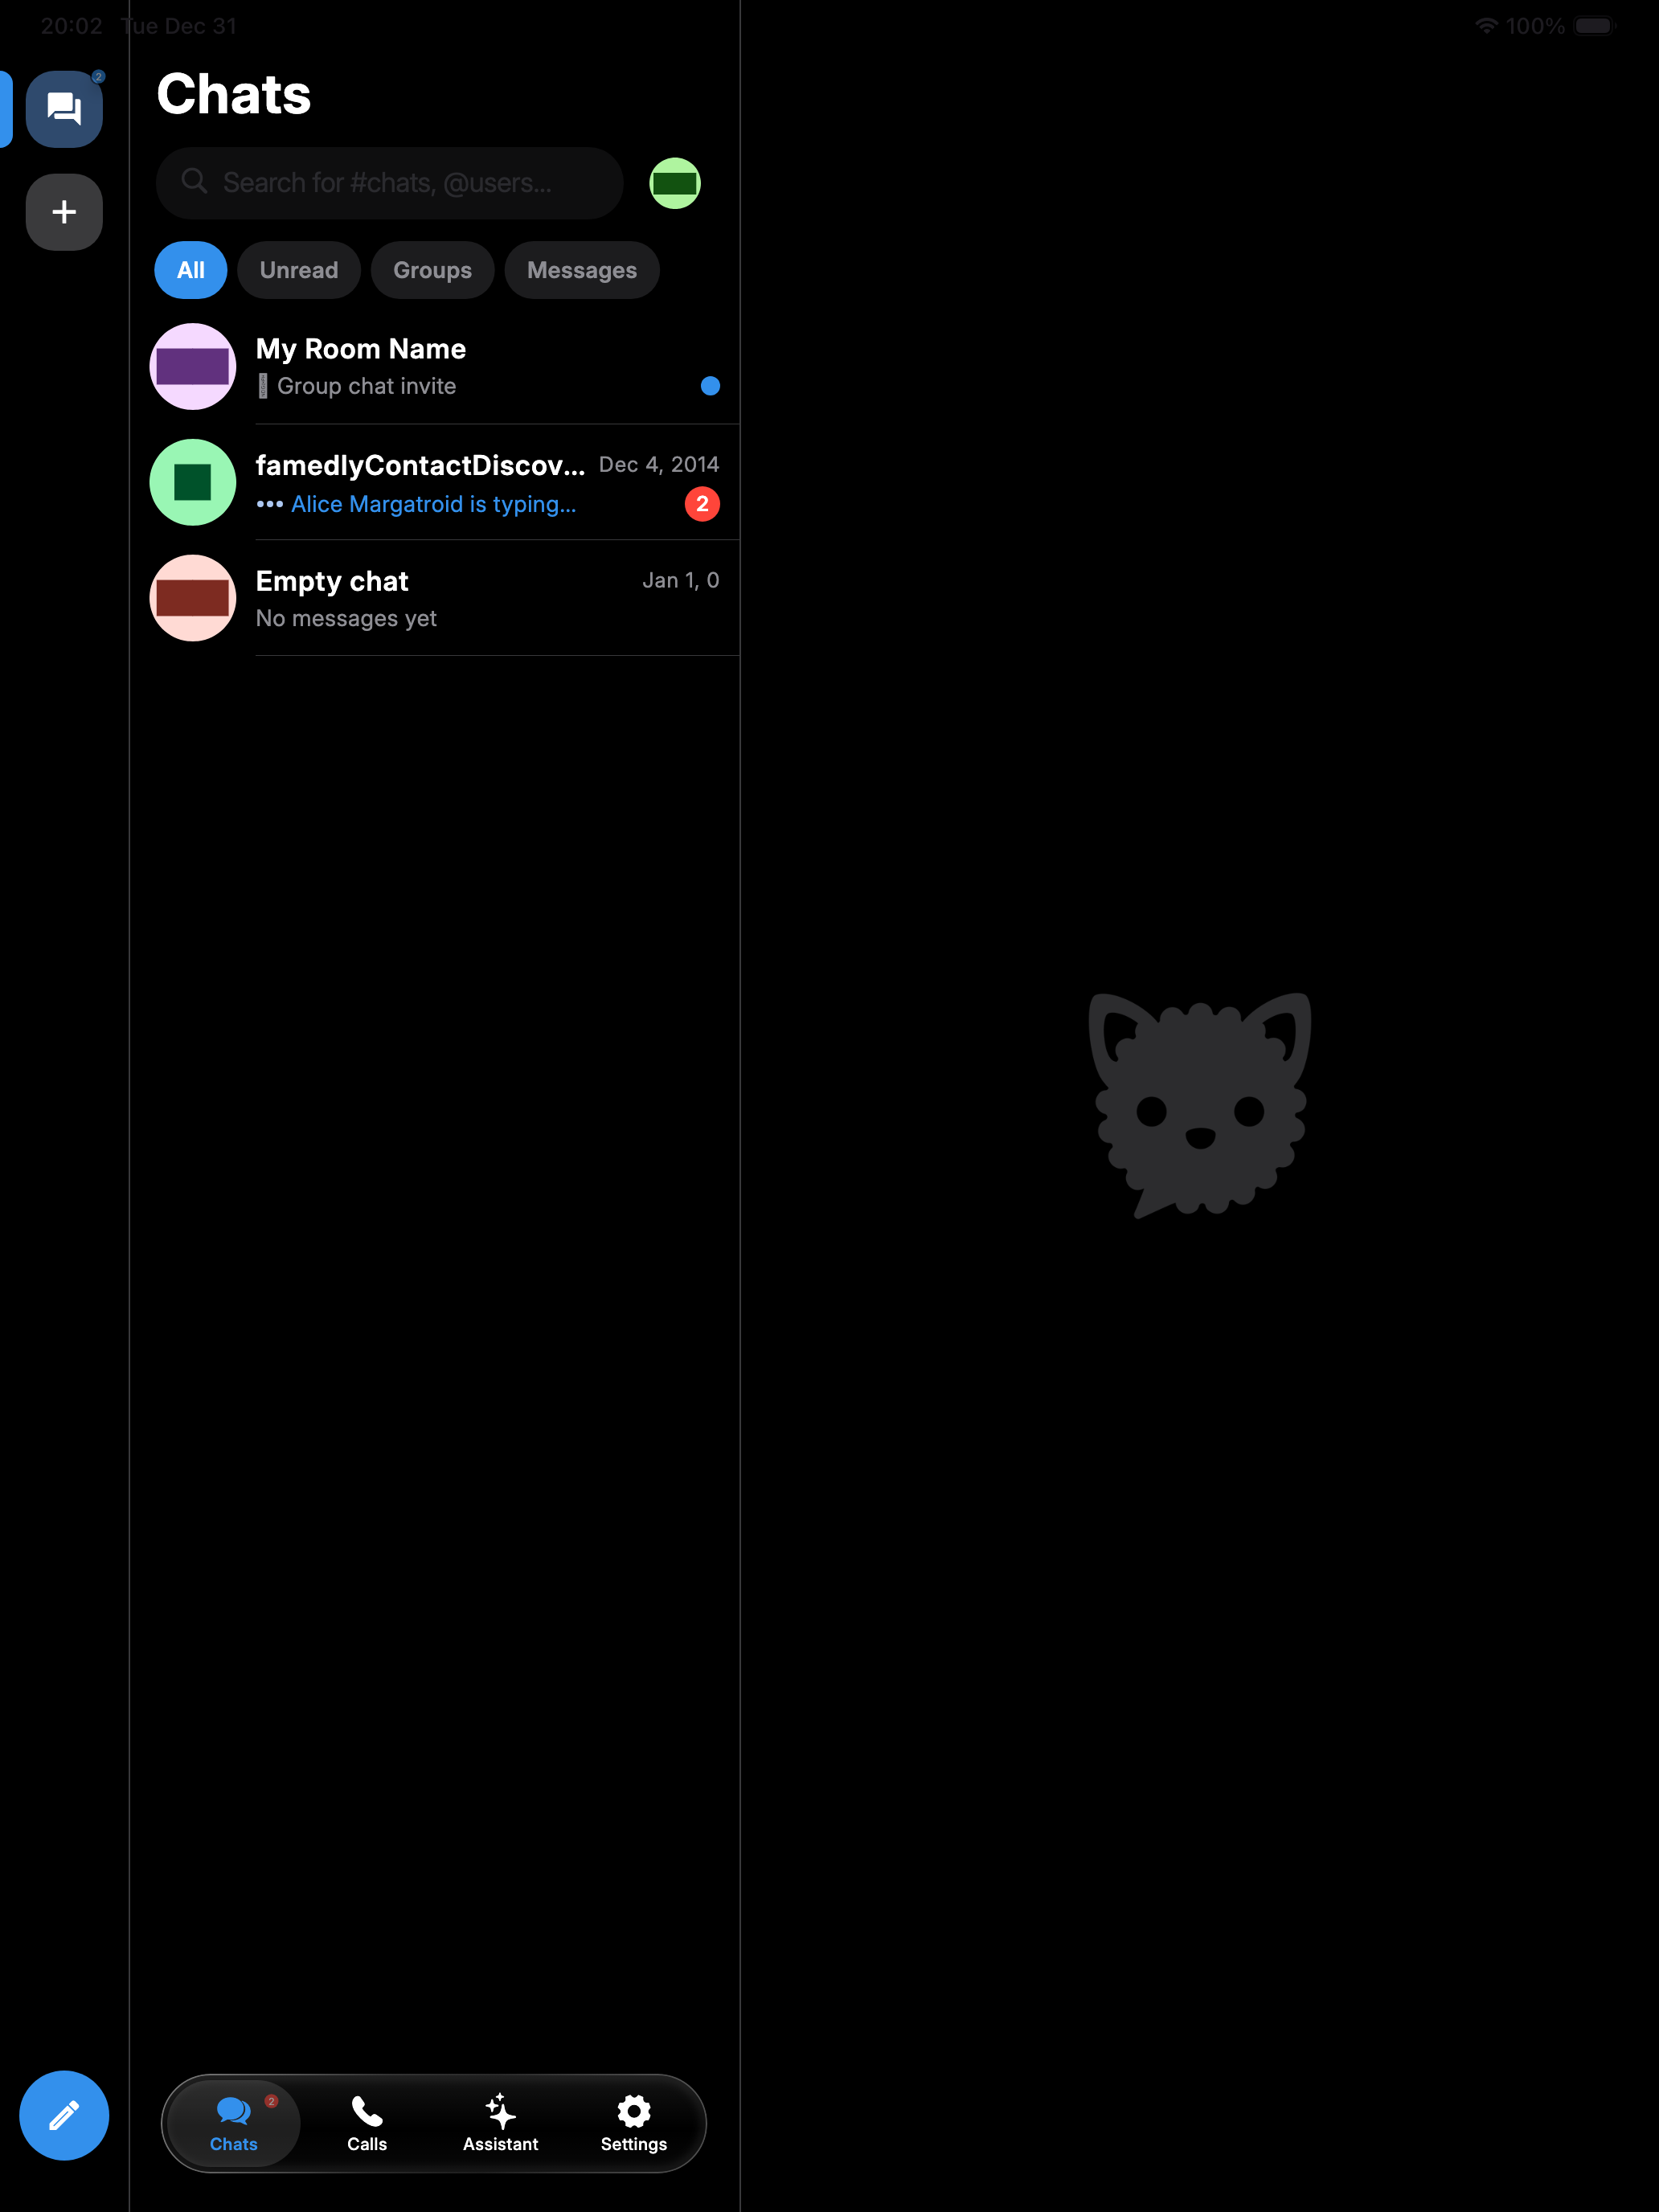 20:02 Tue Dec 31
100%
2
Chats
Search for #chats, @users...
All
Unread
Groups
Messages
My Room Name
Group chat invite
famedlyContactDiscov... Dec 4, 2014
Alice Margatroid is typing... 2
Empty chat Jan 1, 0
No messages yet
2
Chats
Calls
Assistant
Settings